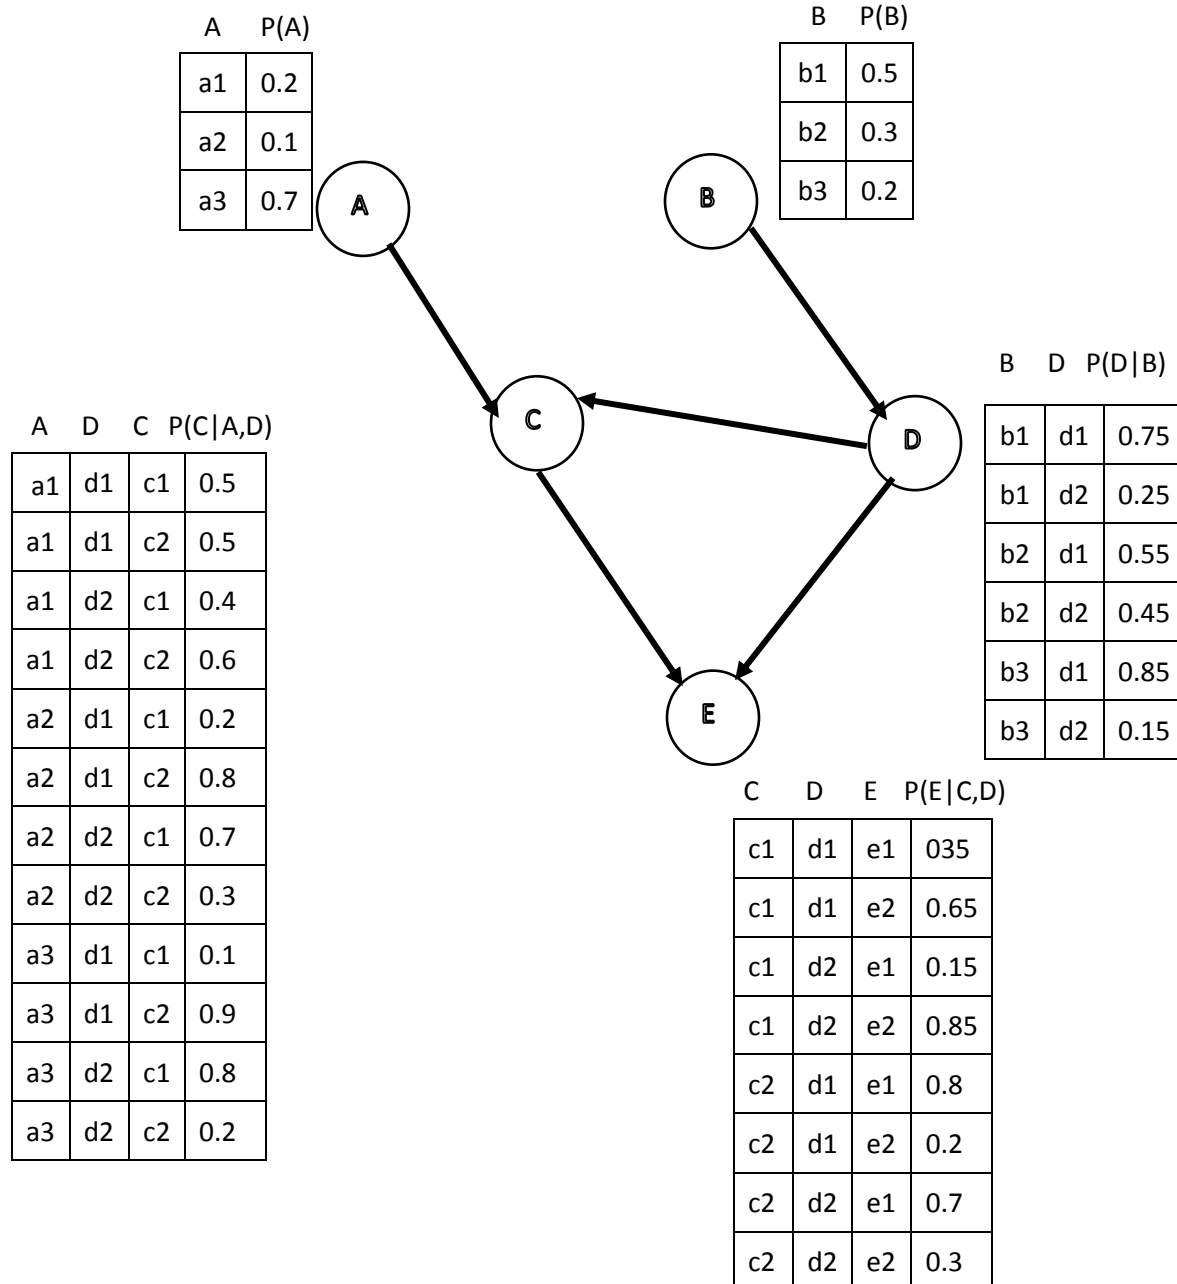 A P(A)
a1 0.2
a2 0.1
a3 0.7
B P(B)
b1 0.5
b2 0.3
b3 0.2
A
B
C
D
E
B D P(D|B)
b1 d1 0.75
b1 d2 0.25
b2 d1 0.55
b2 d2 0.45
b3 d1 0.85
b3 d2 0.15
A D C P(C|A,D)
a1 d1 c1 0.5
a1 d1 c2 0.5
a1 d2 c1 0.4
a1 d2 c2 0.6
a2 d1 c1 0.2
a2 d1 c2 0.8
a2 d2 c1 0.7
a2 d2 c2 0.3
a3 d1 c1 0.1
a3 d1 c2 0.9
a3 d2 c1 0.8
a3 d2 c2 0.2
C D E P(E|C,D)
c1 d1 e1 035
c1 d1 e2 0.65
c1 d2 e1 0.15
c1 d2 e2 0.85
c2 d1 e1 0.8
c2 d1 e2 0.2
c2 d2 e1 0.7
c2 d2 e2 0.3